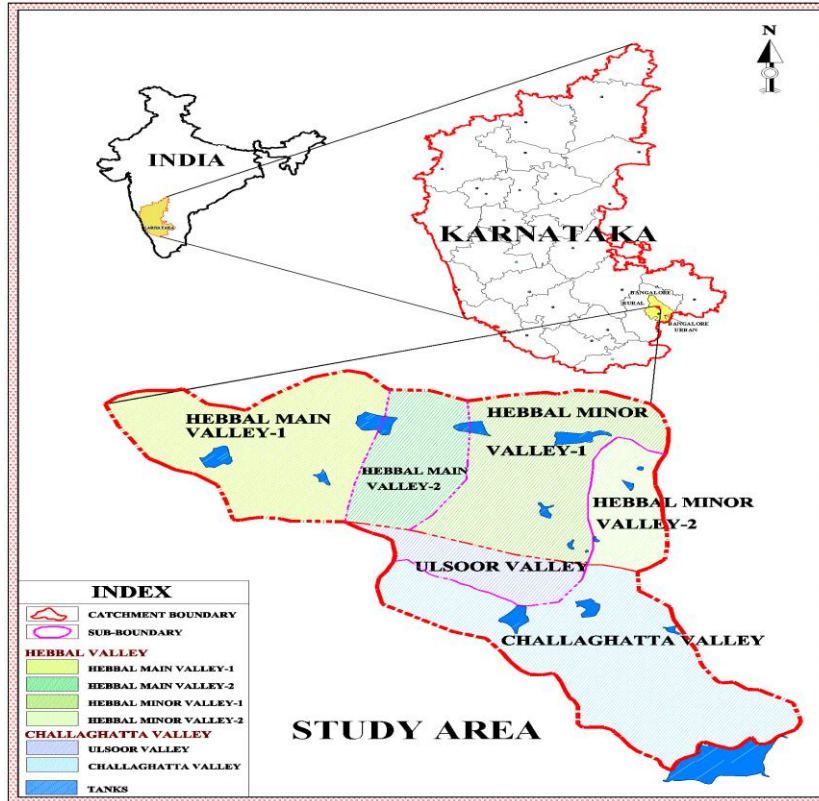 N
INDIA
KARNATAKA
KARNATAKA
BANGALORE
RURAL
BANGALORE
URBAN
HEBBAL MAIN
VALLEY-1
HEBBAL MINOR
VALLEY-1
HEBBAL MAIN
VALLEY-2
HEBBAL MINOR
VALLEY-2
ULSOOR VALLEY
CHALLAGHATTA VALLEY
STUDY AREA
INDEX
CATCHMENT BOUNDARY
SUB-BOUNDARY
HEBBAL VALLEY
HEBBAL MAIN VALLEY-1
HEBBAL MAIN VALLEY-2
HEBBAL MINOR VALLEY-1
HEBBAL MINOR VALLEY-2
CHALLAGHATTA VALLEY
ULSOOR VALLEY
CHALLAGHATTA VALLEY
TANKS